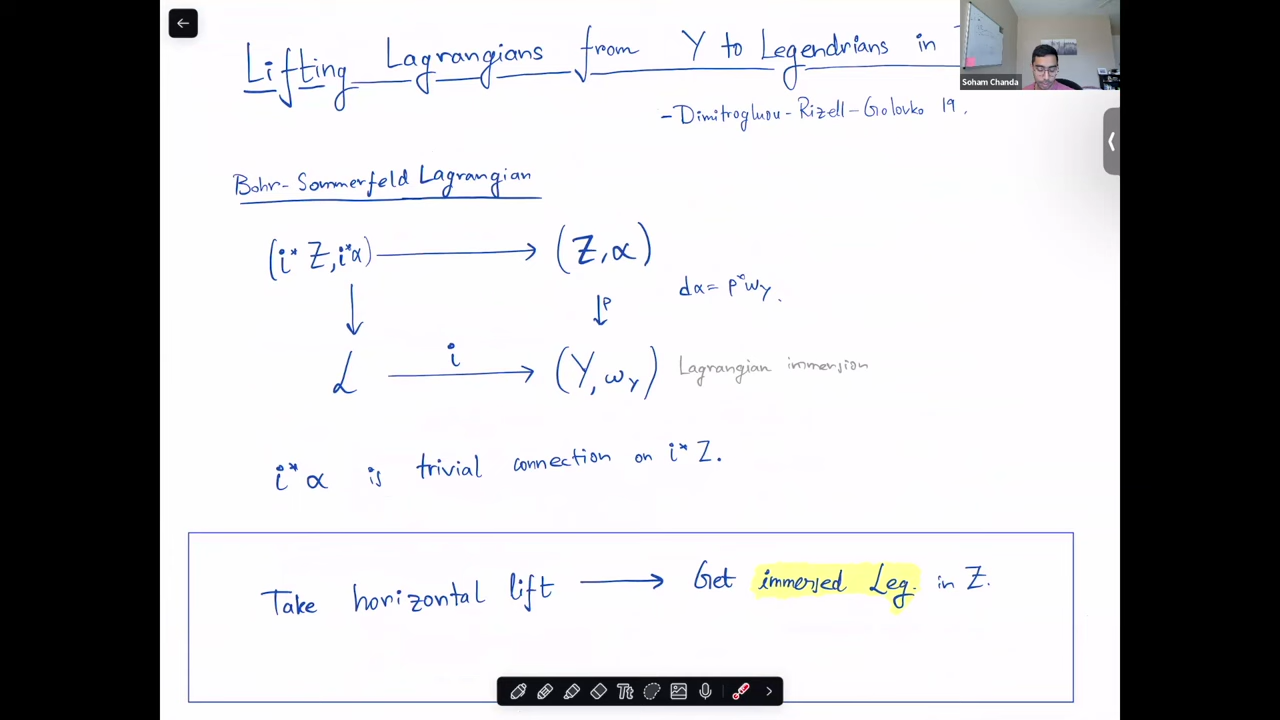 Lifting Lagrangians from Y to Legendrians in
Soham Chanda
- Dimitroglou - Rizell - Golovko 19.
Bohr-Sommerfeld Lagrangian
(i* Z, i*α) ⟶ (Z, α)
↓ ↓ p dα = p*ω_Y.
L ⟶ i (Y, ω_Y) Lagrangian immersion
i*α is trivial connection on i* Z.
Take horizontal lift ⟶ Get immersed Leg. in Z.
Tt